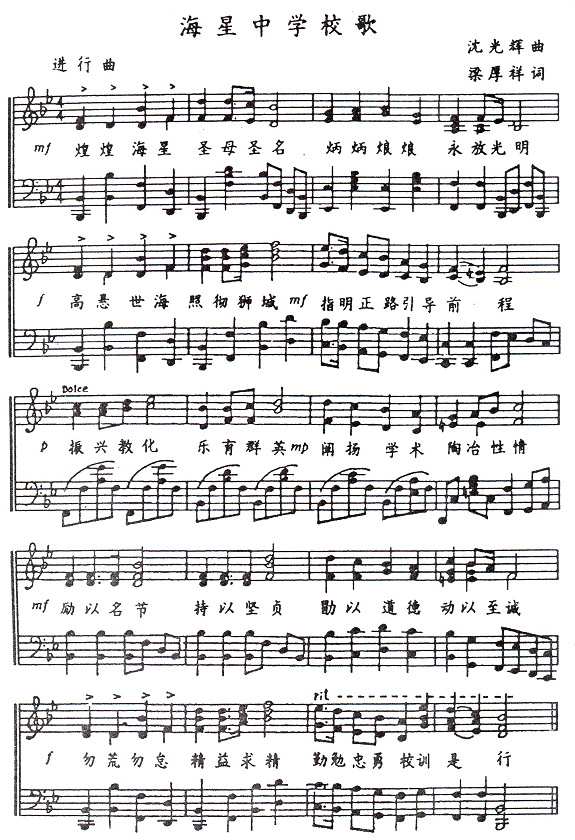 海星中学校歌
沈光辉曲
进行曲
梁厚祥词
mf 煌煌海星 圣母圣名 炳炳烺烺 永放光明
f 高悬世海 照彻狮城 mf 指明正路引导前程
Dolce
p 振兴教化 乐育群英 mp 阐扬学术 陶冶性情
mf 励以名节 持以坚贞 勖以道德 动以至诚
rit
f 勿荒勿怠 精益求精 勤勉忠勇校训是行